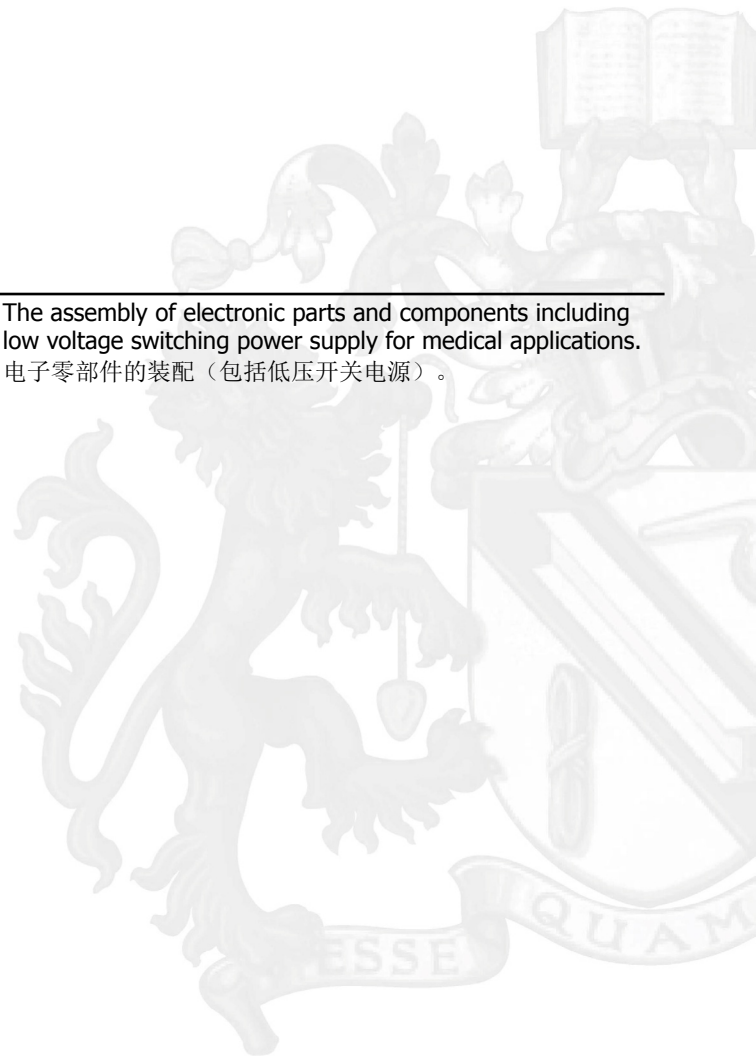 The assembly of electronic parts and components including
low voltage switching power supply for medical applications.
电子零部件的装配（包括低压开关电源）。
ESSE
QUAM